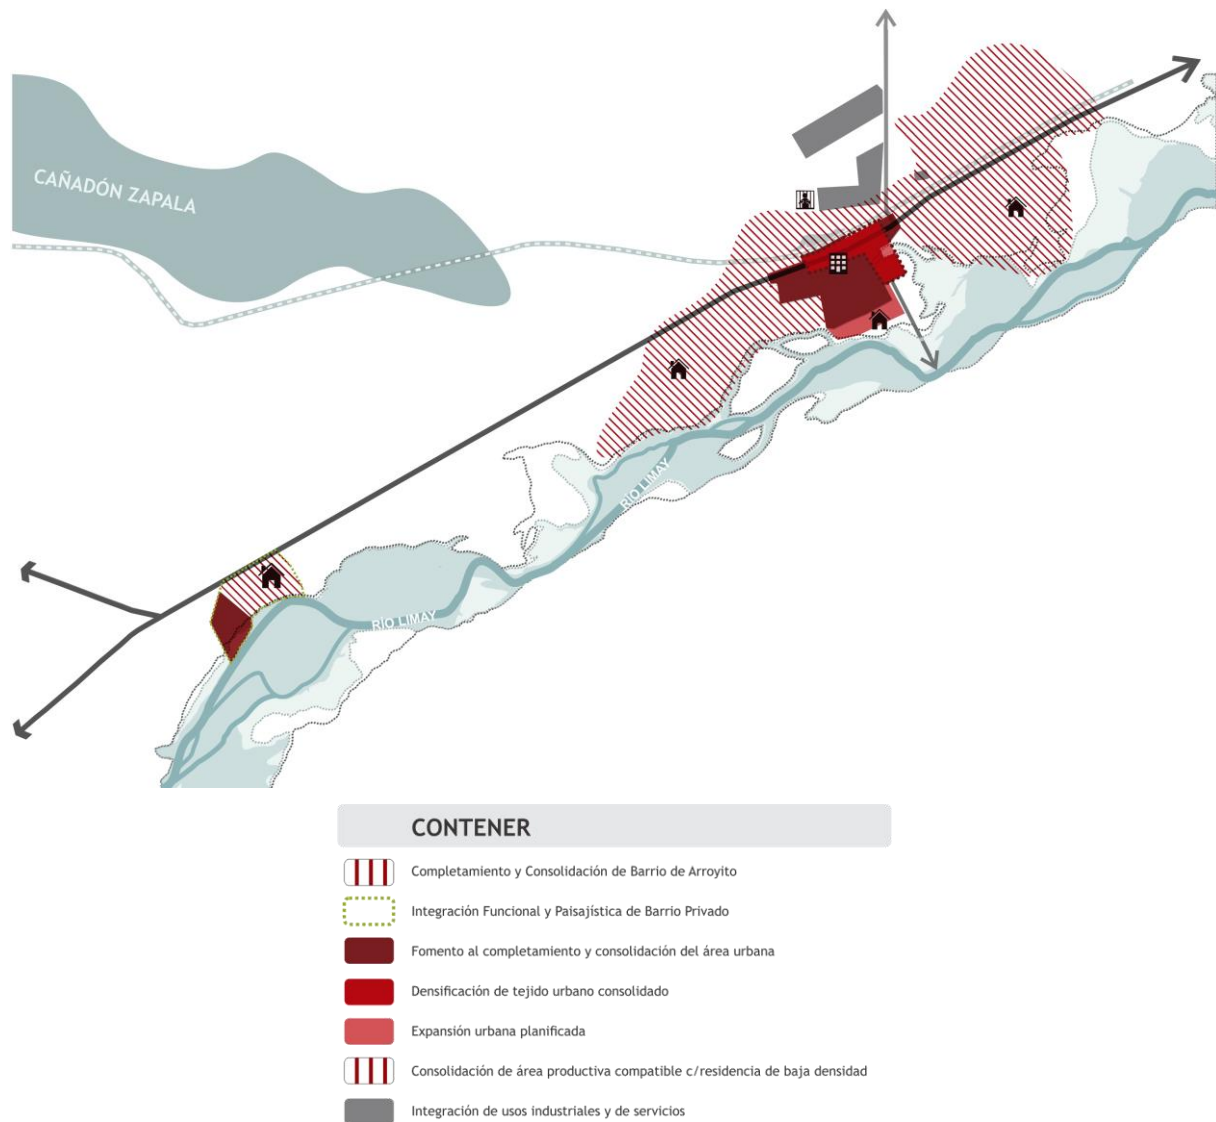 CAÑADÓN ZAPALA
RÍO LIMAY
RÍO LIMAY
CONTENER
Completamiento y Consolidación de Barrio de Arroyito
Integración Funcional y Paisajística de Barrio Privado
Fomento al completamiento y consolidación del área urbana
Densificación de tejido urbano consolidado
Expansión urbana planificada
Consolidación de área productiva compatible c/residencia de baja densidad
Integración de usos industriales y de servicios